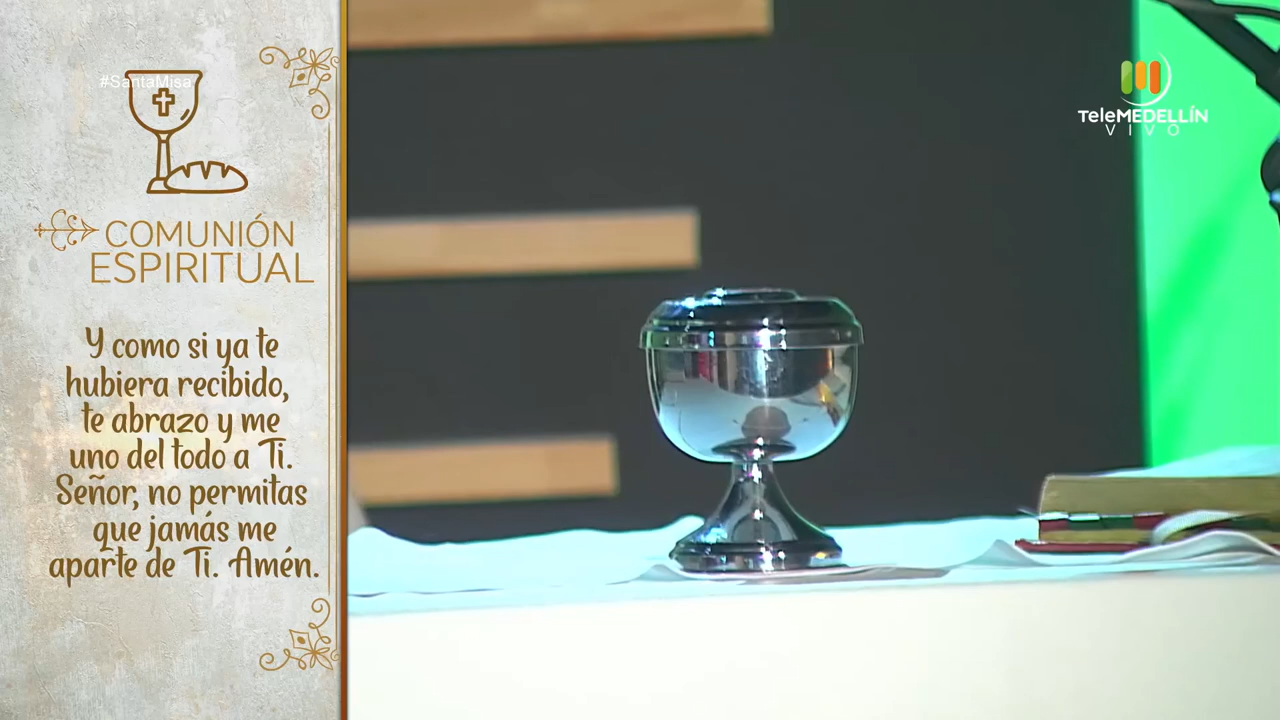 #SantaMisa
COMUNIÓN
ESPIRITUAL
Y como si ya te
hubiera recibido,
te abrazo y me
uno del todo a Ti.
Señor, no permitas
que jamás me
aparte de Ti. Amén.
TeleMEDELLÍN
VIVO